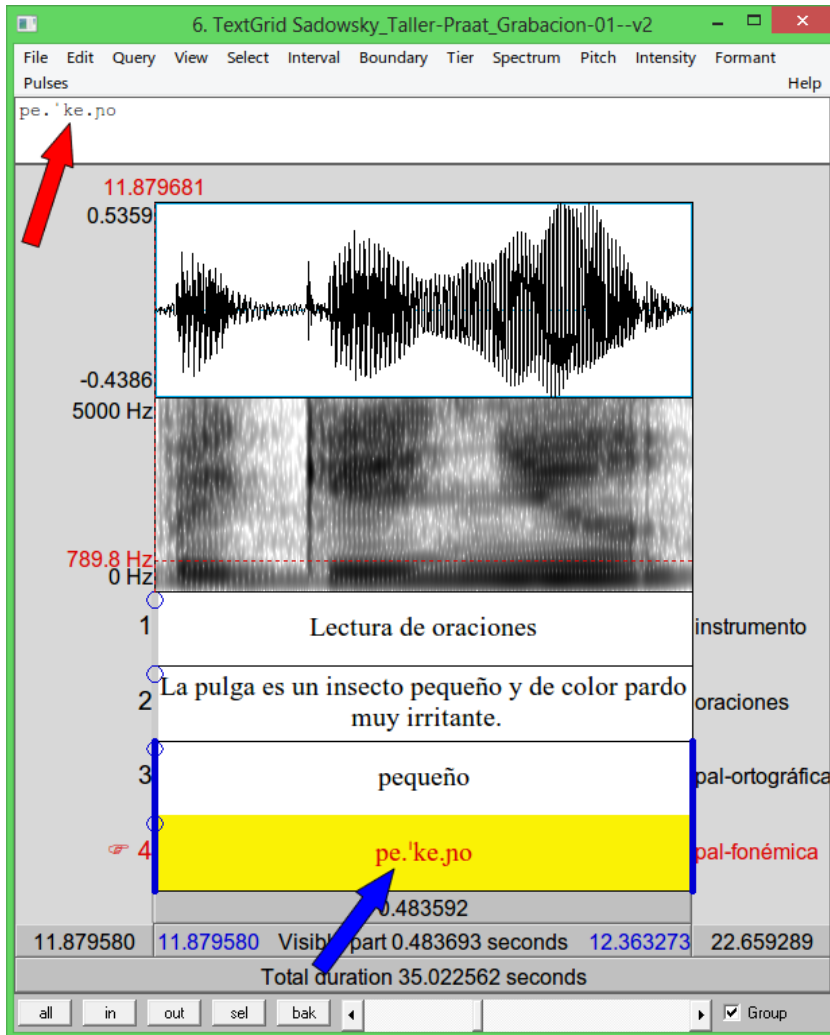 6. TextGrid Sadowsky_Taller-Praat_Grabacion-01--v2
File Edit Query View Select Interval Boundary Tier Spectrum Pitch Intensity Formant
Pulses Help
pe.ˈke.ɲo
11.879681
0.5359
-0.4386
5000 Hz
789.8 Hz
0 Hz
1 Lectura de oraciones instrumento
2 La pulga es un insecto pequeño y de color pardo
muy irritante. oraciones
3 pequeño pal-ortográfica
☞ 4 pe.ˈke.ɲo pal-fonémica
0.483592
11.879580 11.879580 Visible part 0.483693 seconds 12.363273 22.659289
Total duration 35.022562 seconds
all in out sel bak Group